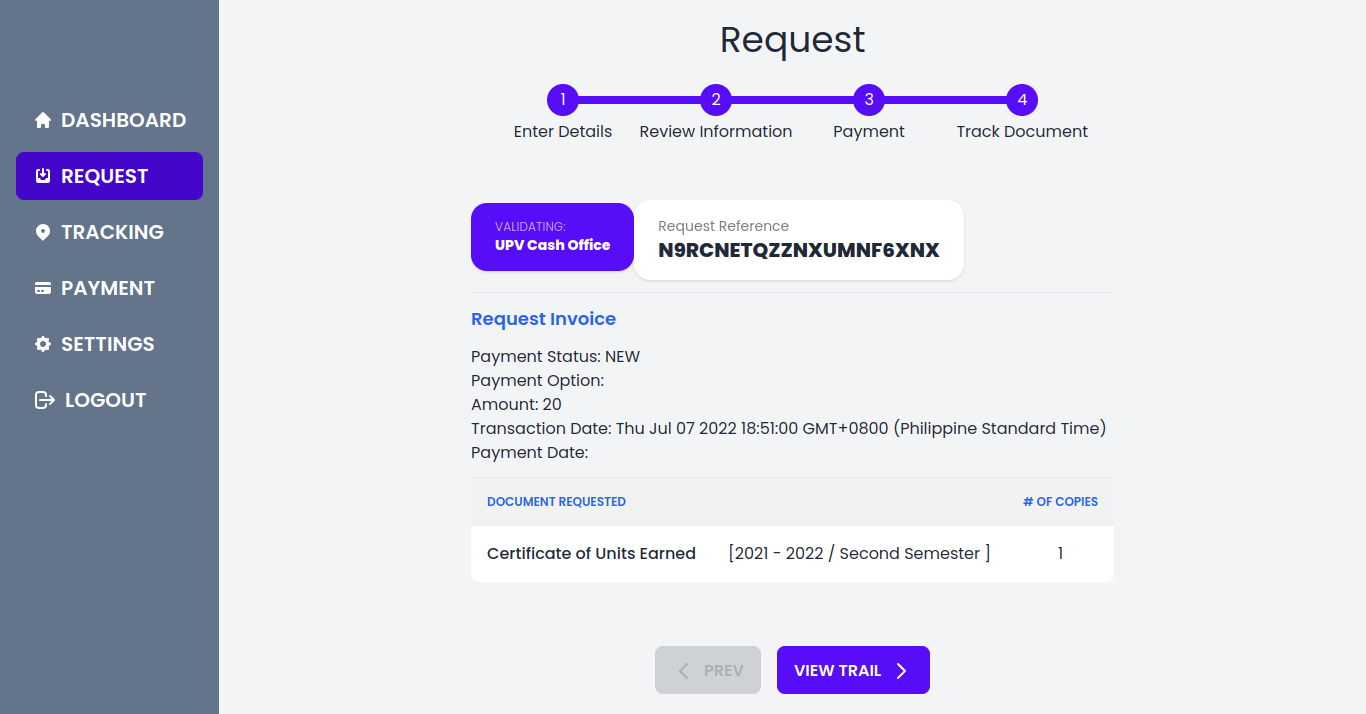 DASHBOARD
REQUEST
TRACKING
PAYMENT
SETTINGS
LOGOUT
Request
1 2 3 4
Enter Details Review Information Payment Track Document
VALIDATING:
UPV Cash Office
Request Reference
N9RCNETQZZNXUMNF6XNX
Request Invoice
Payment Status: NEW
Payment Option:
Amount: 20
Transaction Date: Thu Jul 07 2022 18:51:00 GMT+0800 (Philippine Standard Time)
Payment Date:
DOCUMENT REQUESTED # OF COPIES
Certificate of Units Earned [2021 - 2022 / Second Semester ] 1
PREV VIEW TRAIL